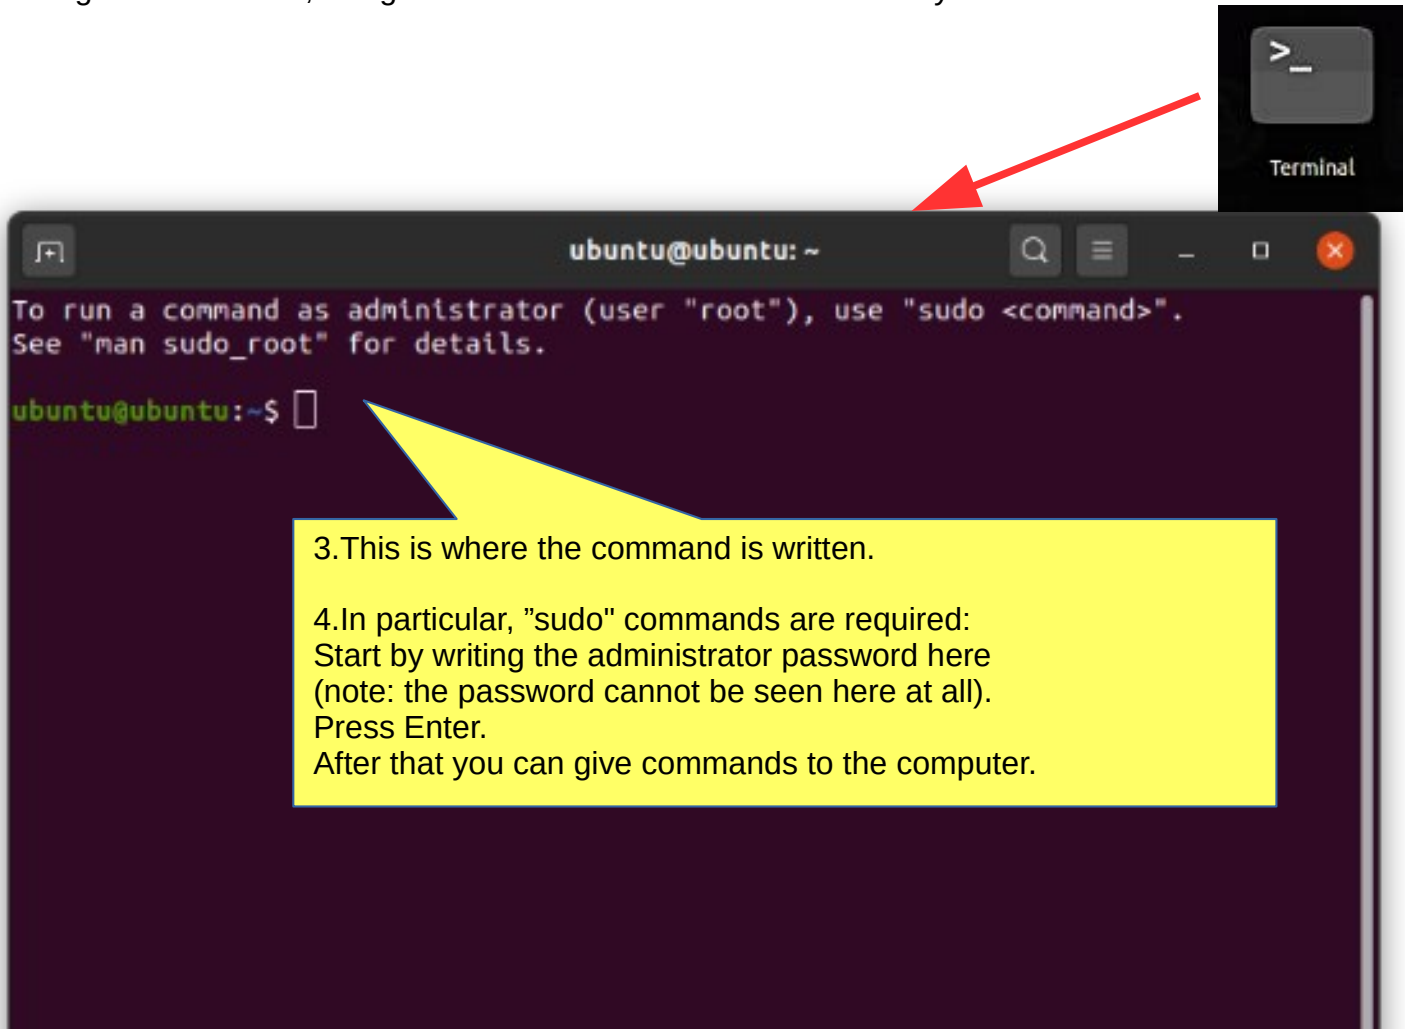 >_
Terminal
ubuntu@ubuntu: ~
To run a command as administrator (user "root"), use "sudo <command>".
See "man sudo_root" for details.
ubuntu@ubuntu:~$
3.This is where the command is written.
4.In particular, ”sudo" commands are required:
Start by writing the administrator password here
(note: the password cannot be seen here at all).
Press Enter.
After that you can give commands to the computer.